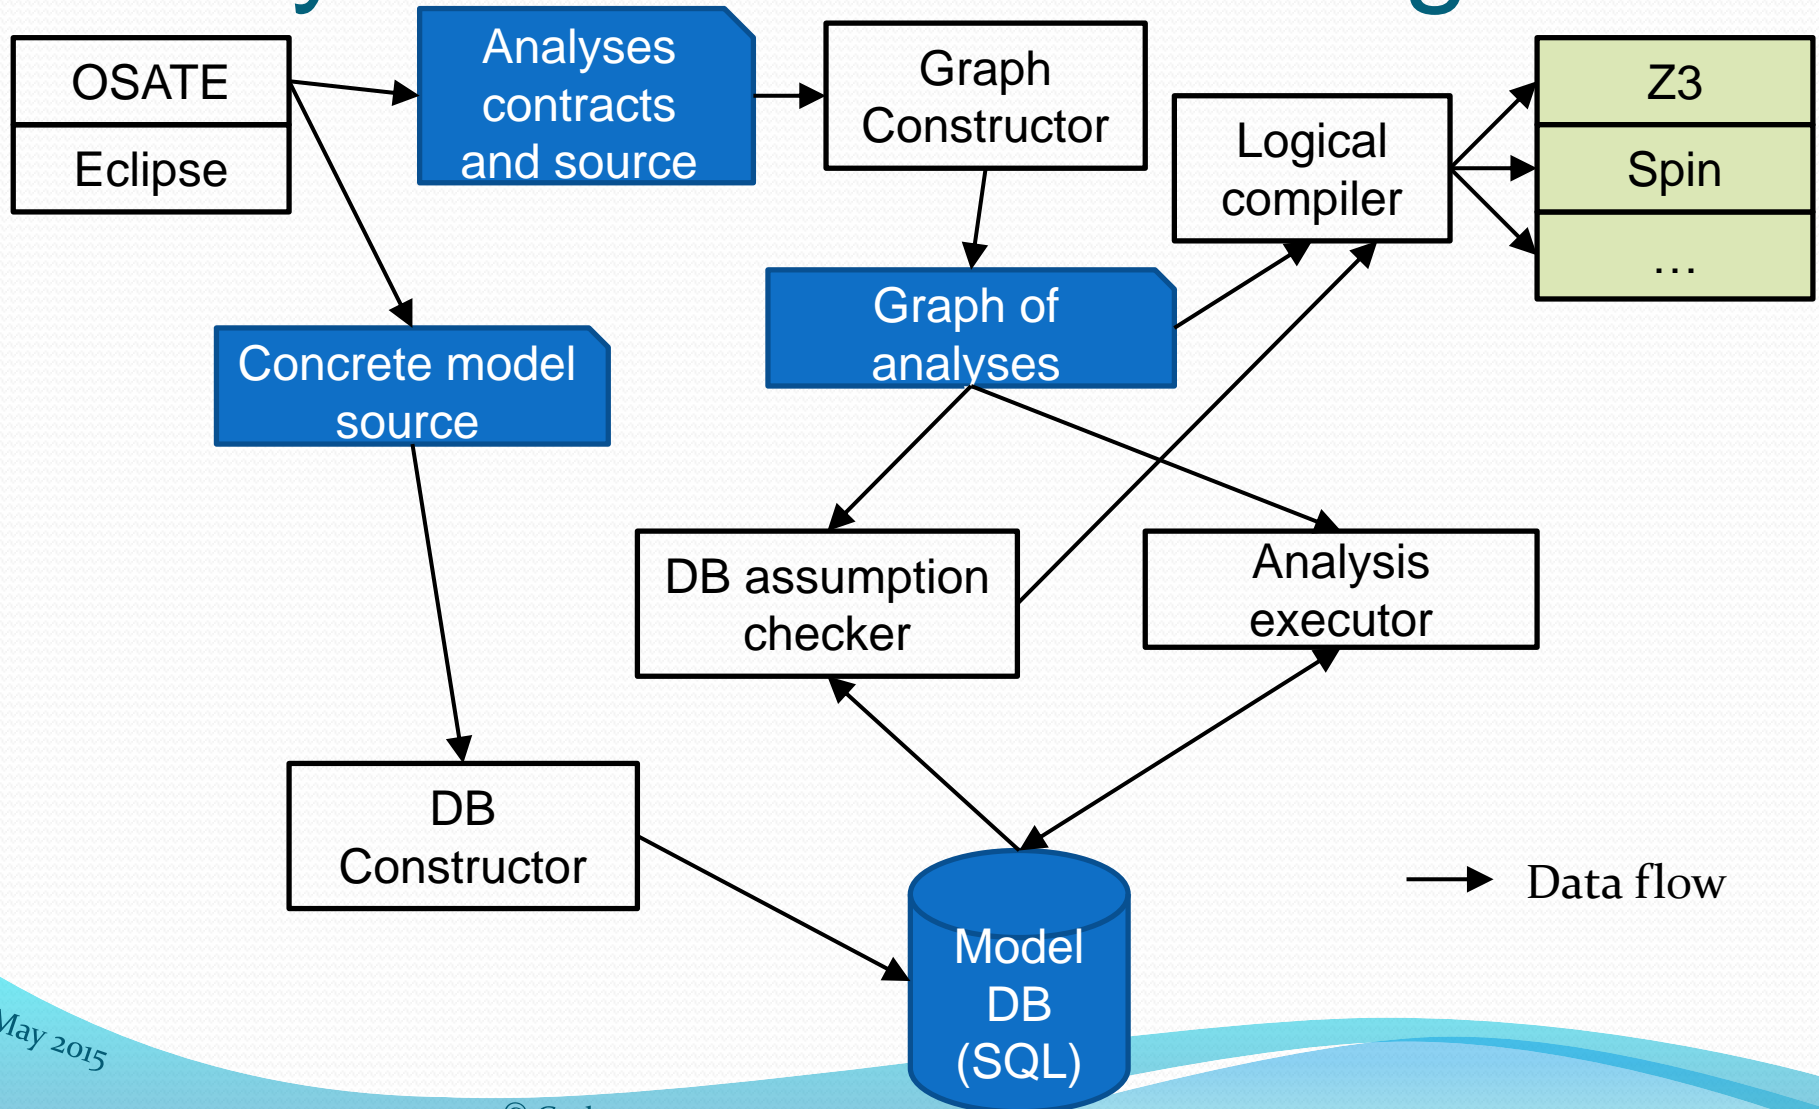 OSATE
Eclipse
Analyses
contracts
and source
Graph
Constructor
Logical
compiler
Z3
Spin
…
Graph of
analyses
Concrete model
source
DB assumption
checker
Analysis
executor
DB
Constructor
Model
DB
(SQL)
Data flow
May 2015